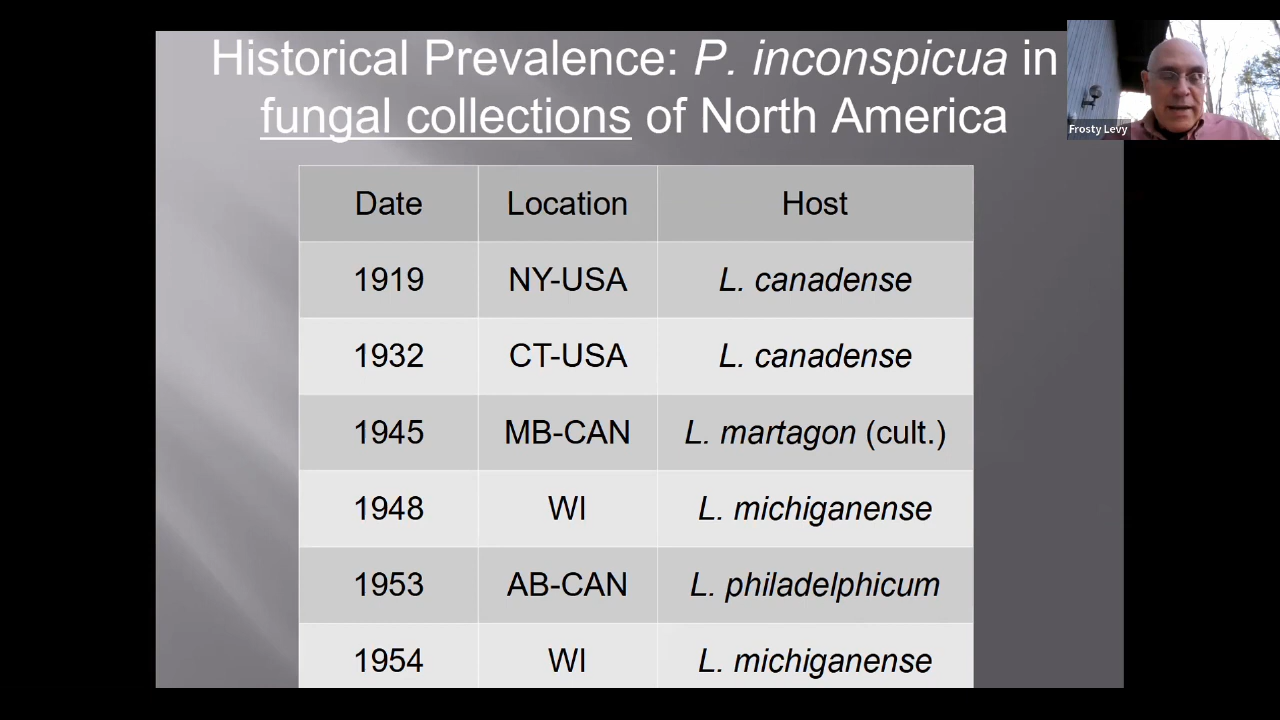 Historical Prevalence: P. inconspicua in
fungal collections of North America
Frosty Levy
Date Location Host
1919 NY-USA L. canadense
1932 CT-USA L. canadense
1945 MB-CAN L. martagon (cult.)
1948 WI L. michiganense
1953 AB-CAN L. philadelphicum
1954 WI L. michiganense